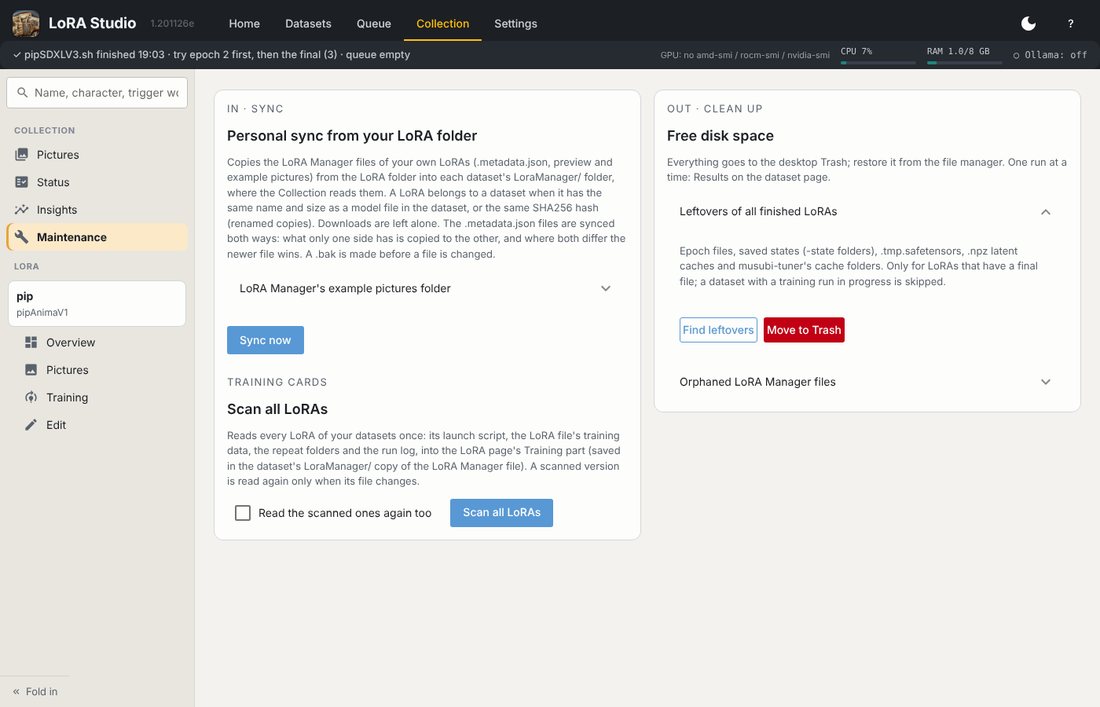 LoRA Studio
1.201126e
Home
Datasets
Queue
Collection
Settings
?
✓ pipSDXLV3.sh finished 19:03 · try epoch 2 first, then the final (3) · queue empty
GPU: no amd-smi / rocm-smi / nvidia-smi
CPU 7%
RAM 1.0/8 GB
Ollama: off
Name, character, trigger wo
COLLECTION
Pictures
Status
Insights
Maintenance
LORA
pip
pipAnimaV1
Overview
Pictures
Training
Edit
« Fold in
IN · SYNC
Personal sync from your LoRA folder
Copies the LoRA Manager files of your own LoRAs (.metadata.json, preview and
example pictures) from the LoRA folder into each dataset's LoraManager/ folder,
where the Collection reads them. A LoRA belongs to a dataset when it has the
same name and size as a model file in the dataset, or the same SHA256 hash
(renamed copies). Downloads are left alone. The .metadata.json files are synced
both ways: what only one side has is copied to the other, and where both differ the
newer file wins. A .bak is made before a file is changed.
LoRA Manager's example pictures folder
Sync now
TRAINING CARDS
Scan all LoRAs
Reads every LoRA of your datasets once: its launch script, the LoRA file's training
data, the repeat folders and the run log, into the LoRA page's Training part (saved
in the dataset's LoraManager/ copy of the LoRA Manager file). A scanned version
is read again only when its file changes.
Read the scanned ones again too
Scan all LoRAs
OUT · CLEAN UP
Free disk space
Everything goes to the desktop Trash; restore it from the file manager. One run at a
time: Results on the dataset page.
Leftovers of all finished LoRAs
Epoch files, saved states (-state folders), .tmp.safetensors, .npz latent
caches and musubi-tuner's cache folders. Only for LoRAs that have a final
file; a dataset with a training run in progress is skipped.
Find leftovers
Move to Trash
Orphaned LoRA Manager files